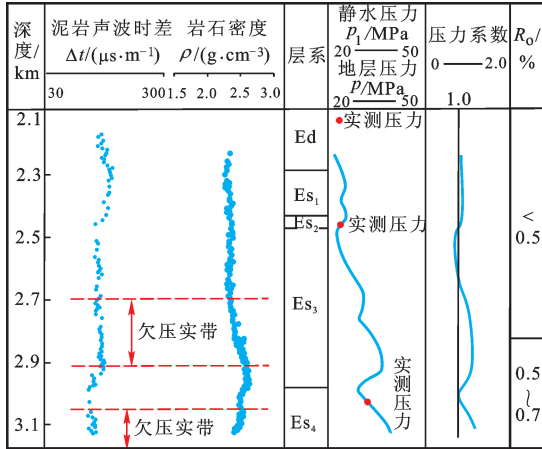 深度/km
泥岩声波时差
Δt/(μs·m⁻¹)
30 300
岩石密度
ρ/(g·cm⁻³)
1.5 2.0 2.5 3.0
层系
静水压力
p₁/MPa
20 50
地层压力
p/MPa
20 50
压力系数
0 2.0
1.0
R₀/%
2.1
2.3
2.5
2.7
2.9
3.1
欠压实带
欠压实带
Ed
Es₁
Es₂
Es₃
Es₄
实测压力
实测压力
实测压力
<
0.5
0.5
~
0.7